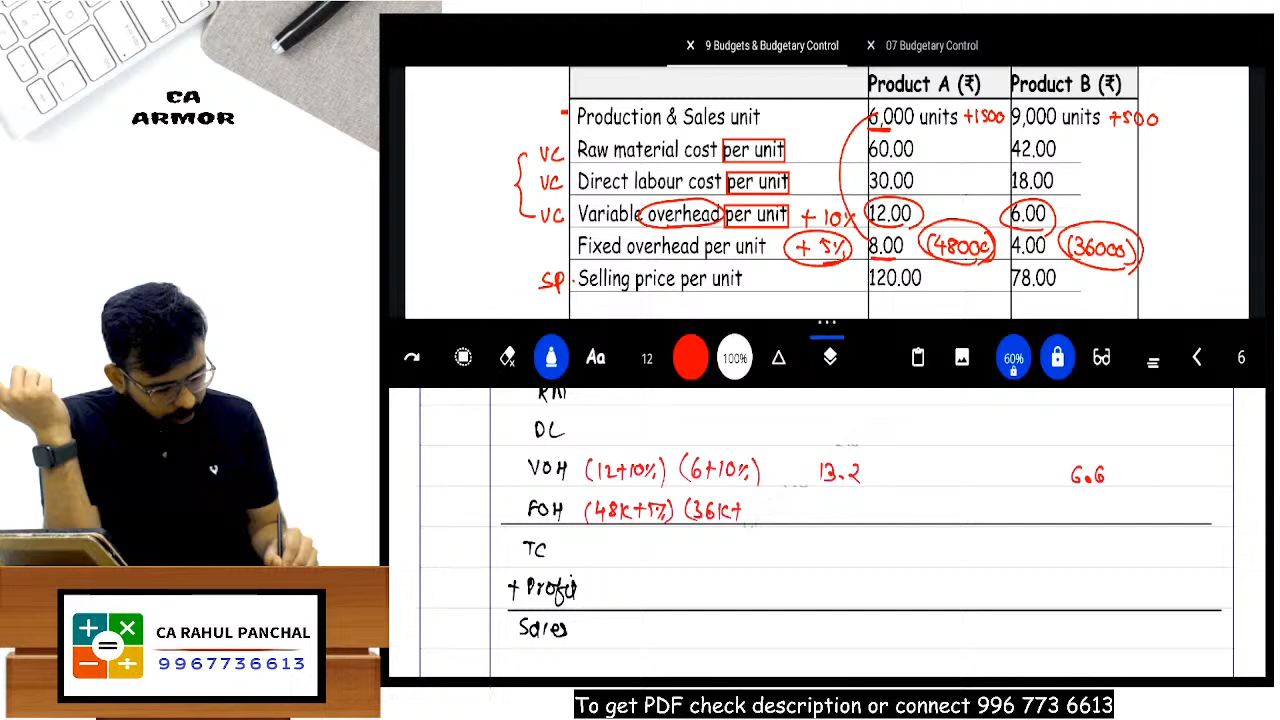 CA
ARMOR
✕ 9 Budgets & Budgetary Control ✕ 07 Budgetary Control
Product A (₹) Product B (₹)
- Production & Sales unit 6,000 units +1500 9,000 units +500
VC Raw material cost per unit 60.00 42.00
VC Direct labour cost per unit 30.00 18.00
VC Variable overhead per unit + 10% 12.00 6.00
Fixed overhead per unit + 5% 8.00 (48000) 4.00 (36000)
SP. Selling price per unit 120.00 78.00
Aa 12 100% 60% 6
RM
DL
VOH (12+10%) (6+10%) 13.2 6.6
FOH (48K+5%) (36K+
TC
+ Profit
Sales
CA RAHUL PANCHAL
9967736613
To get PDF check description or connect 996 773 6613